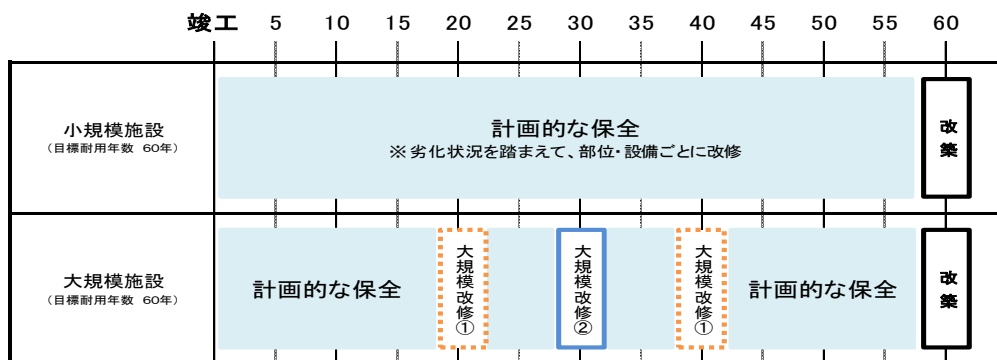 竣工 5 10 15 20 25 30 35 40 45 50 55 60
小規模施設
(目標耐用年数 60年)
計画的な保全
※劣化状況を踏まえて、部位・設備ごとに改修
改築
大規模施設
(目標耐用年数 60年)
計画的な保全
大規模改修①
大規模改修②
大規模改修①
計画的な保全
改築